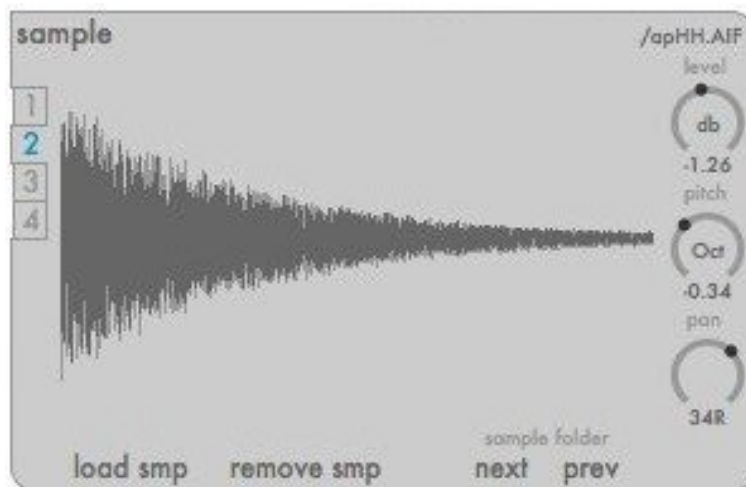 sample
/apHH.AIF
level
1
2
3
4
db
-1.26
pitch
Oct
-0.34
pan
34R
sample folder
load smp remove smp next prev